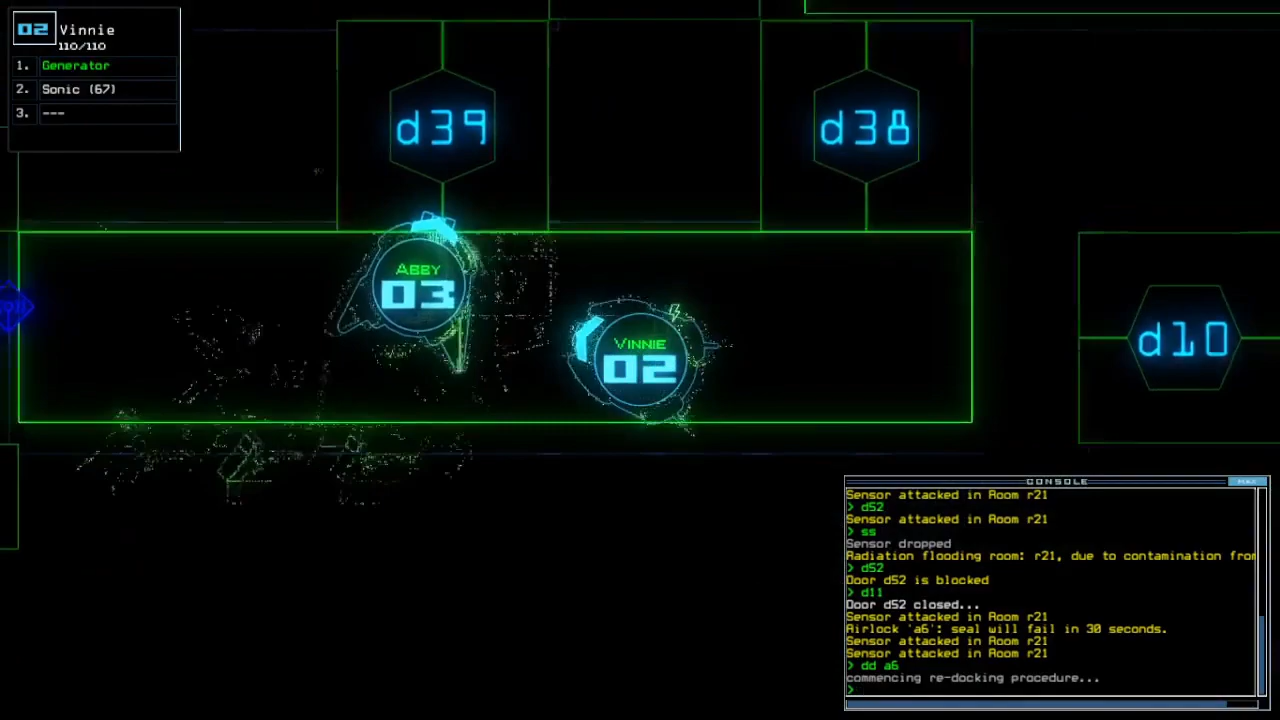 02 Vinnie
110/110
1. Generator
2. Sonic (67)
3. ---
d39
d38
ABBY
03
VINNIE
02
d10
CONSOLE
Sensor attacked in Room r21
> d52
Sensor attacked in Room r21
> ss
Sensor dropped
Radiation flooding room: r21, due to contamination from
> d52
Door d52 is blocked
> d11
Door d52 closed...
Sensor attacked in Room r21
Airlock 'a6': seal will fail in 30 seconds.
Sensor attacked in Room r21
Sensor attacked in Room r21
> dd a6
commencing re-docking procedure...
>